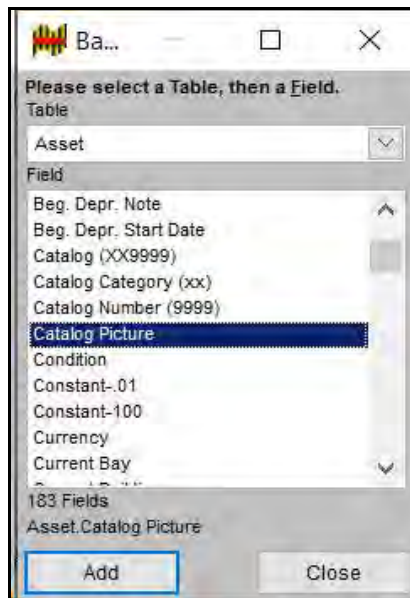 Ba...
Please select a Table, then a Field.
Table
Asset
Field
Beg. Depr. Note
Beg. Depr. Start Date
Catalog (XX9999)
Catalog Category (xx)
Catalog Number (9999)
Catalog Picture
Condition
Constant-.01
Constant-100
Currency
Current Bay
183 Fields
Asset.Catalog Picture
Add Close